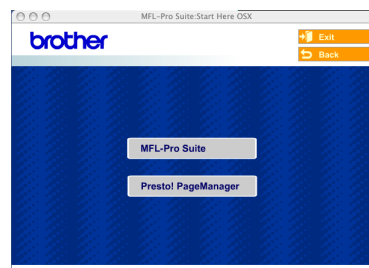 MFL-Pro Suite:Start Here OSX
brother
Exit
Back
MFL-Pro Suite
Presto! PageManager